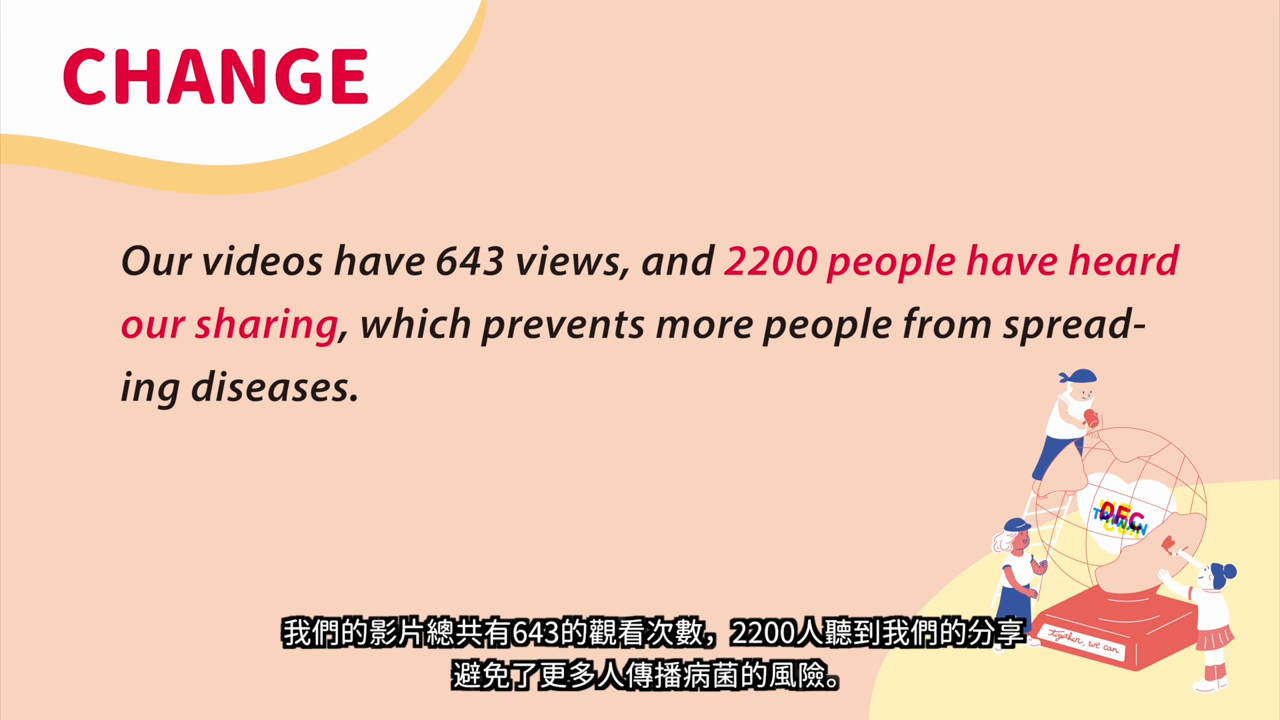 CHANGE
Our videos have 643 views, and 2200 people have heard
our sharing, which prevents more people from spread-
ing diseases.
DFC
TAIWAN
together, we can
我們的影片總共有643的觀看次數，2200人聽到我們的分享
避免了更多人傳播病菌的風險。